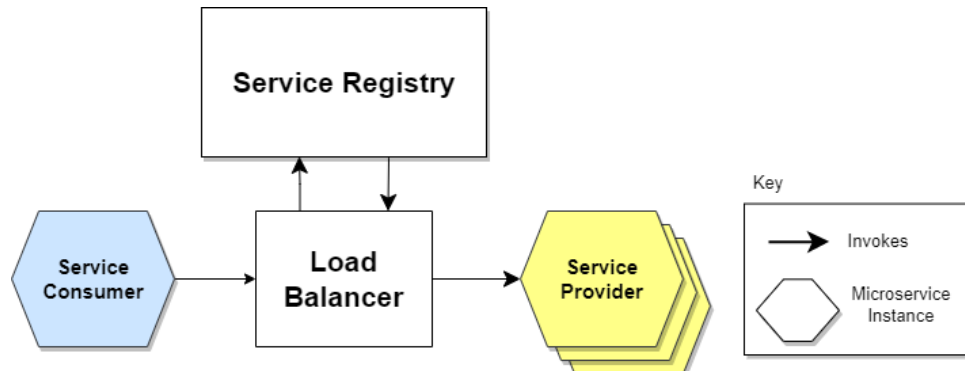 Service Registry
Service
Consumer
Load
Balancer
Service
Provider
Key
Invokes
Microservice
Instance